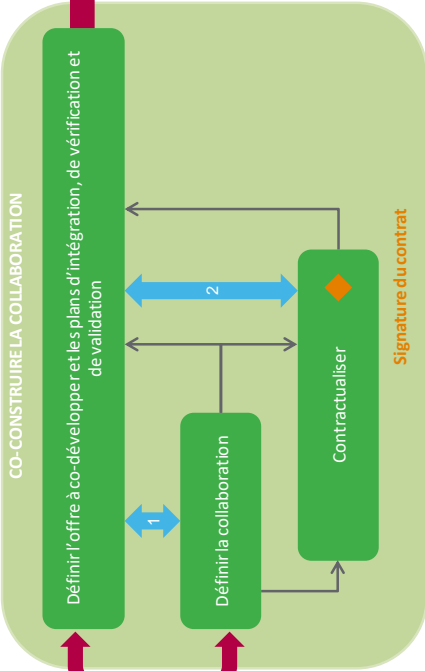 CO-CONSTRUIRE LA COLLABORATION
Définir l'offre à co-développer et les plans d'intégration, de vérification et
de validation
1
2
Définir la collaboration
Contractualiser
Signature du contrat